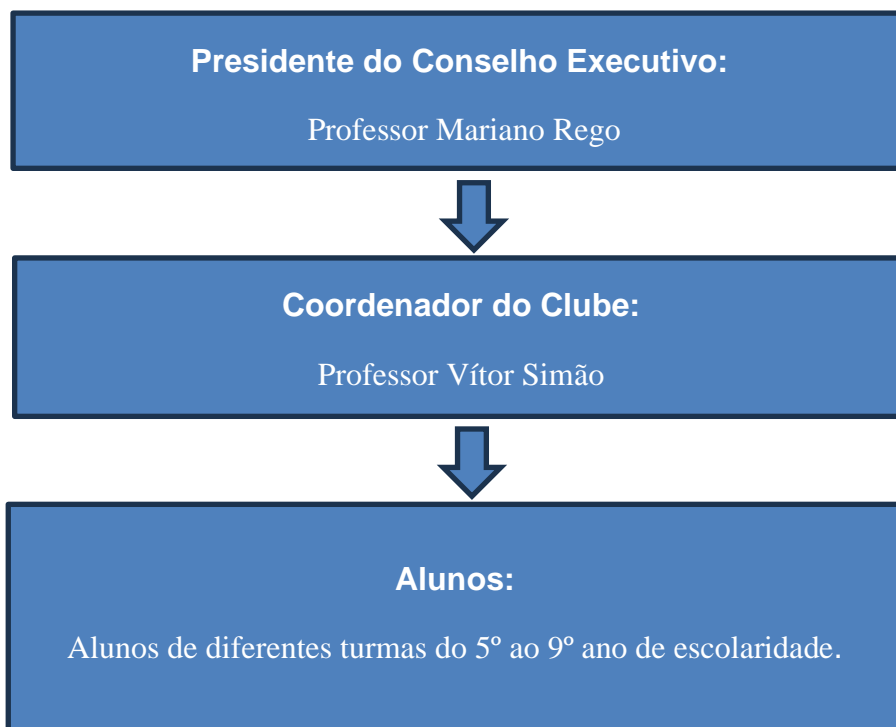 Presidente do Conselho Executivo:
Professor Mariano Rego
Coordenador do Clube:
Professor Vítor Simão
Alunos:
Alunos de diferentes turmas do 5º ao 9º ano de escolaridade.